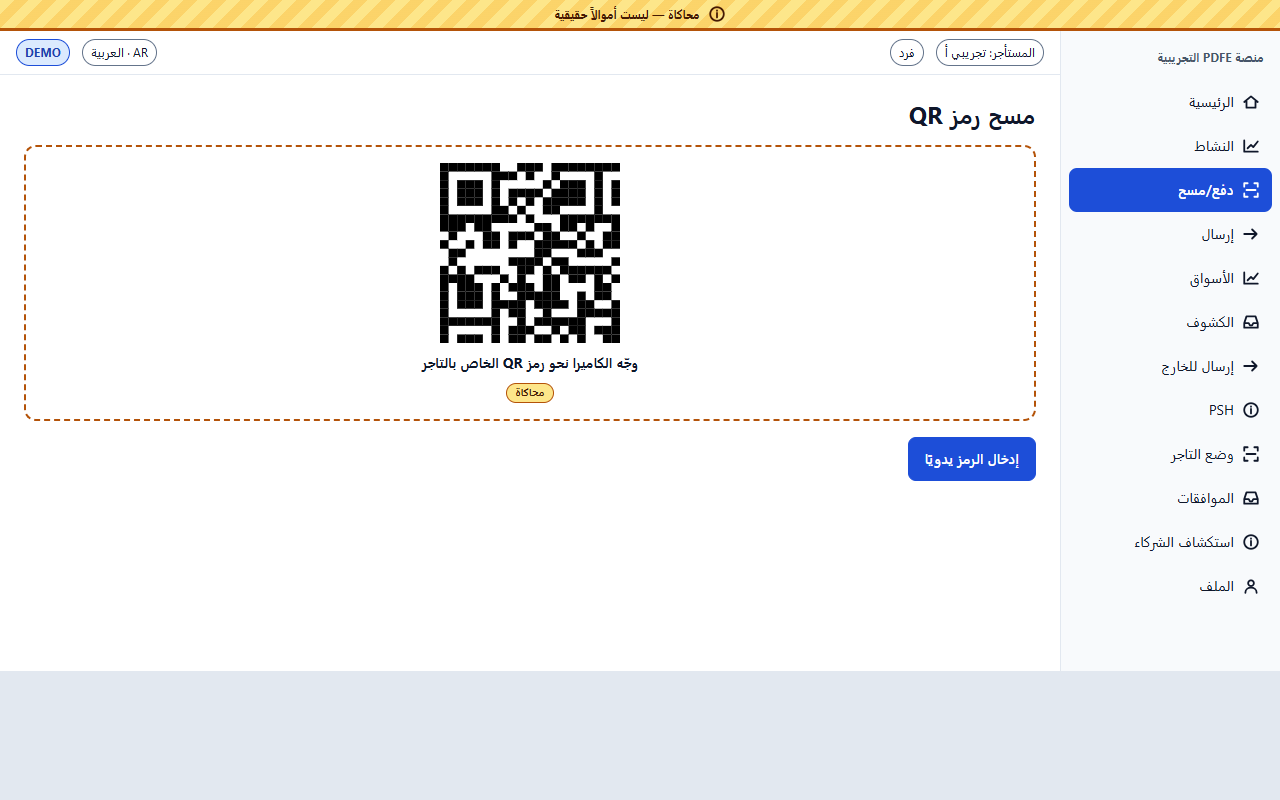 محاكاة — ليست أموالاً حقيقية
منصة PDFE التجريبية
المستأجر: تجريبي أ
فرد
AR · العربية
DEMO
الرئيسية
النشاط
دفع/مسح
إرسال
الأسواق
الكشوف
إرسال للخارج
PSH
وضع التاجر
الموافقات
استكشاف الشركاء
الملف
مسح رمز QR
وجّه الكاميرا نحو رمز QR الخاص بالتاجر
محاكاة
إدخال الرمز يدويًا